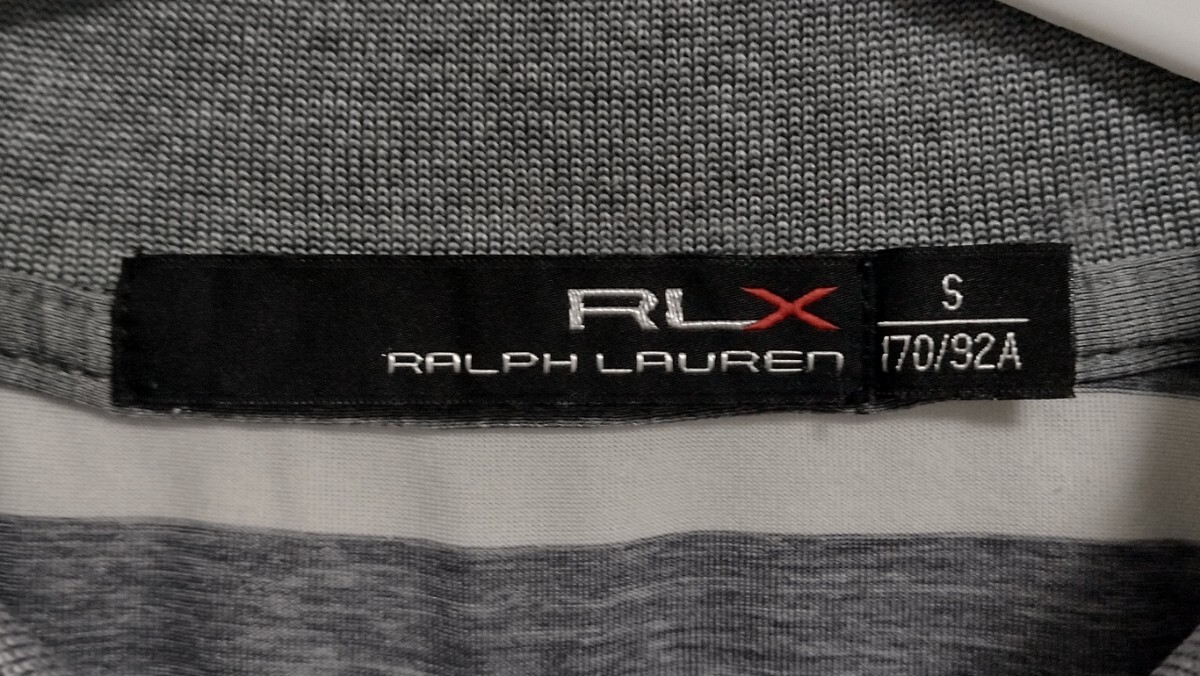 RLX
RALPH LAUREN
S
170/92A